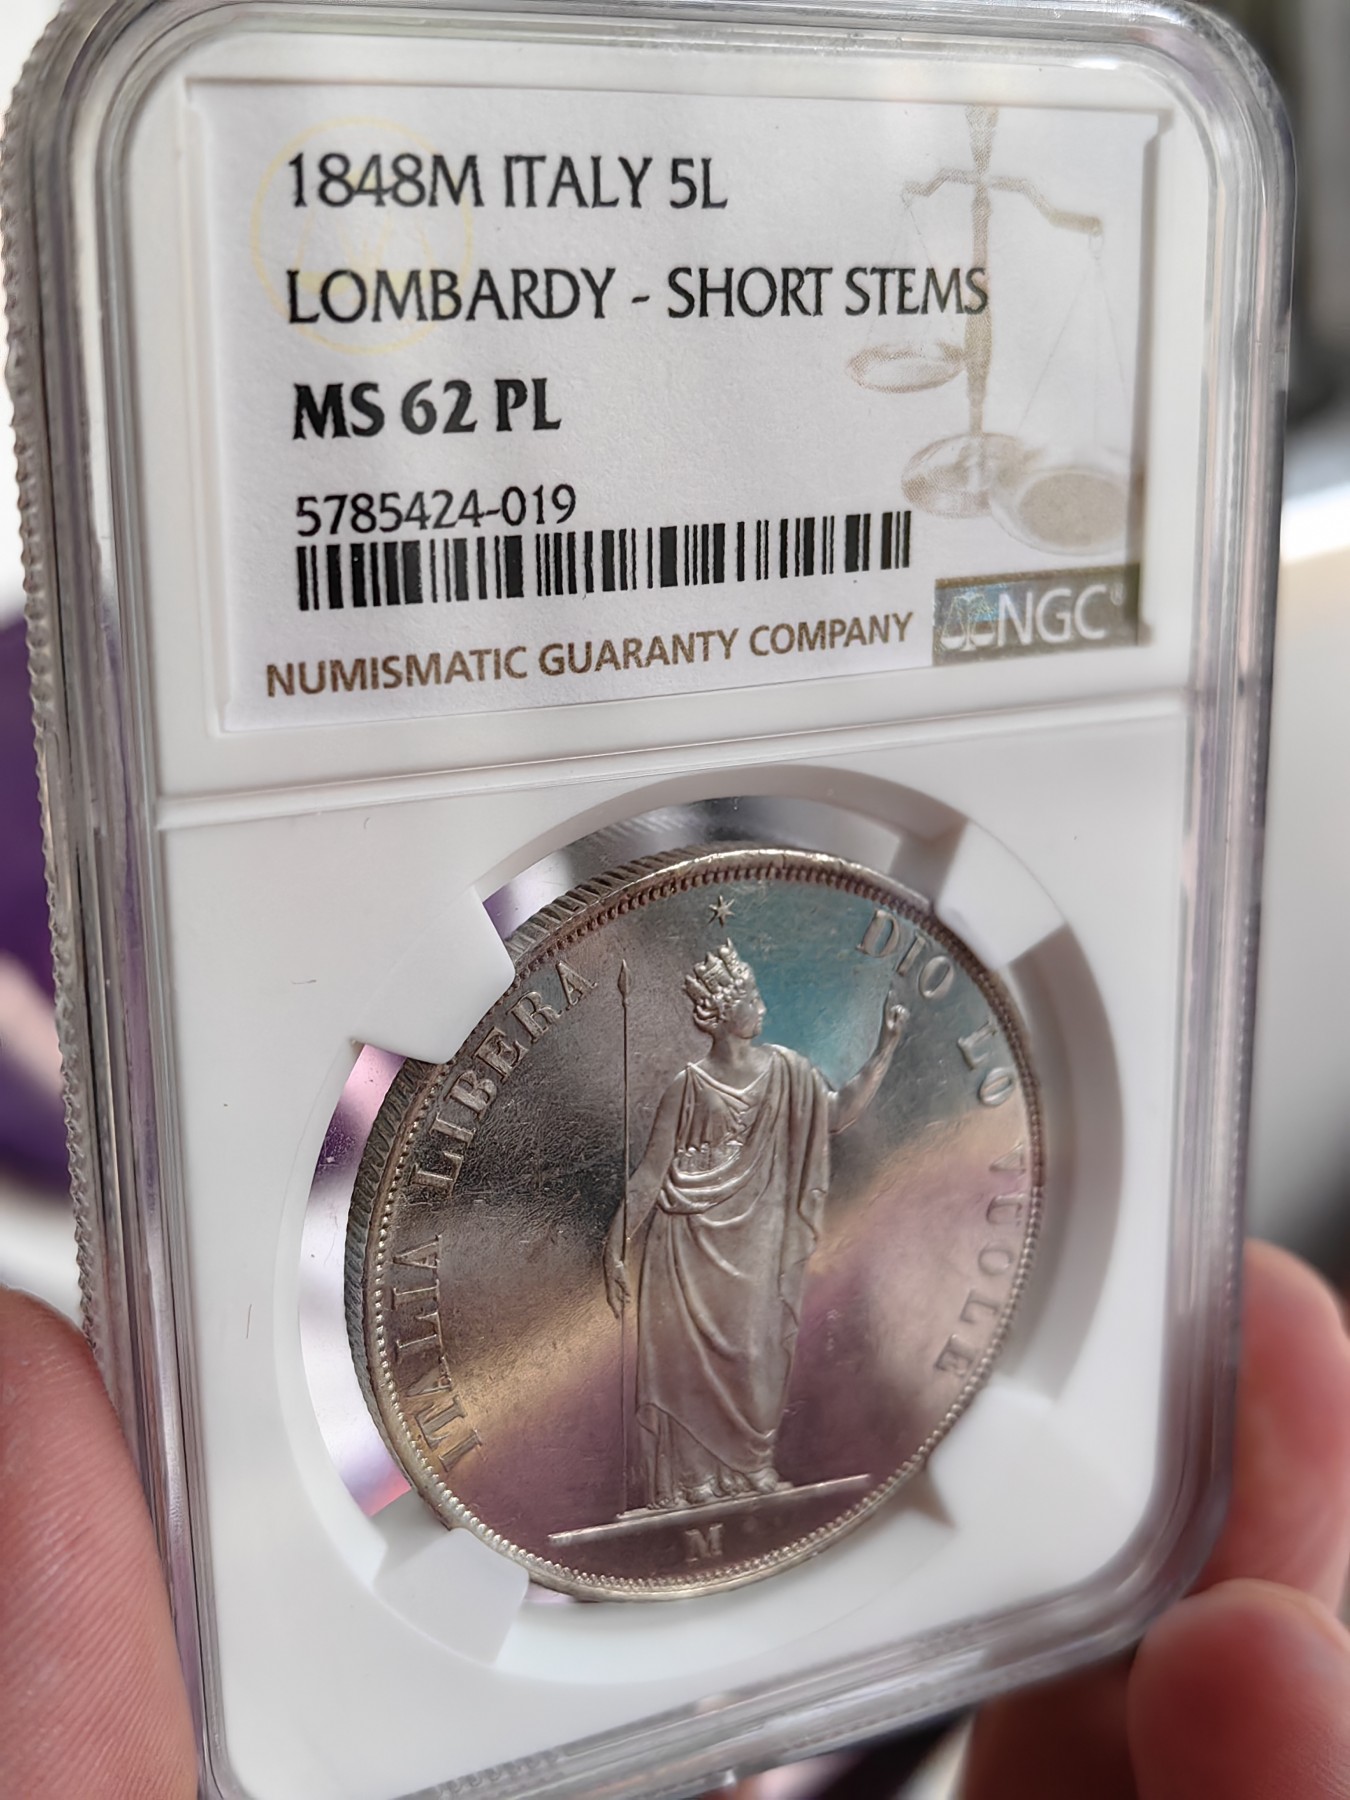 1848M ITALY 5L
LOMBARDY - SHORT STEMS
MS 62 PL
5785424-019
NUMISMATIC GUARANTY COMPANY
NGC®
ITALIA LIBERA
DIO LO VUOLE
M